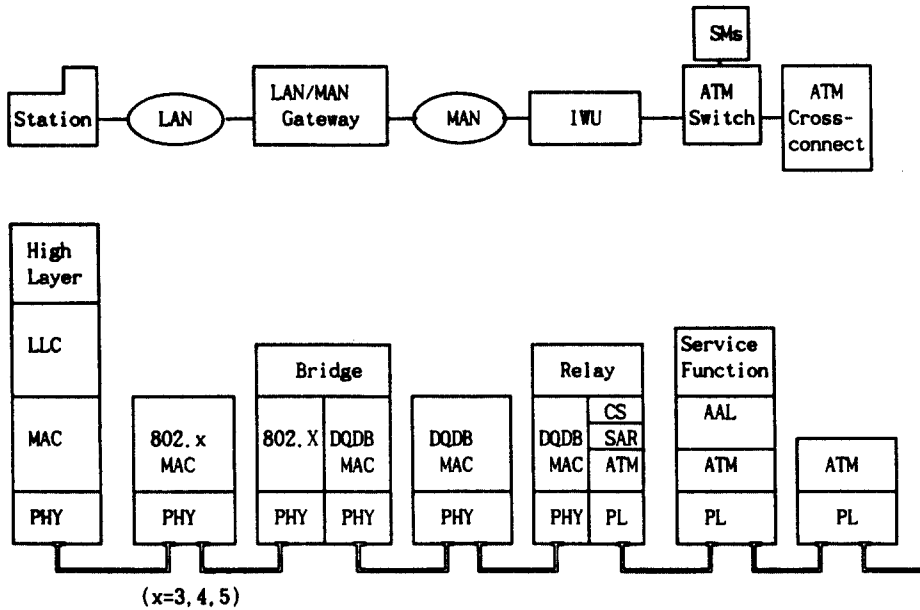 SMs
Station
LAN
LAN/MAN
Gateway
MAN
IWU
ATM
Switch
ATM
Cross-
connect
High
Layer
LLC
MAC
PHY
802.x
MAC
PHY
Bridge
802.X
DQDB
MAC
PHY
PHY
DQDB
MAC
PHY
Relay
DQDB
MAC
CS
SAR
ATM
PHY
PL
Service
Function
AAL
ATM
PL
ATM
PL
(x=3,4,5)